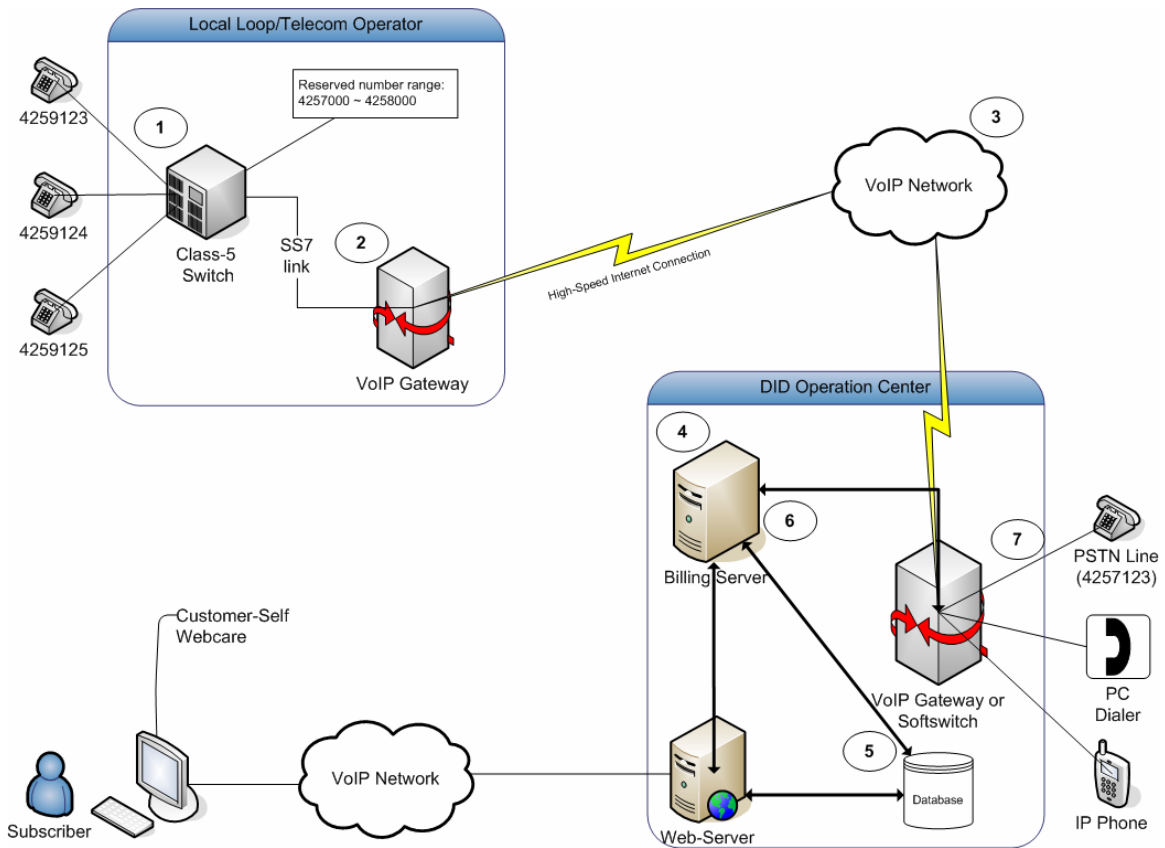 Local Loop/Telecom Operator
Reserved number range:
4257000 ~ 4258000
4259123
1
4259124
Class-5
Switch
SS7
link
2
4259125
VoIP Gateway
High-Speed Internet Connection
3
VoIP Network
DID Operation Center
4
6
Billing Server
7
PSTN Line
(4257123)
PC
Dialer
VoIP Gateway or
Softswitch
5
Database
IP Phone
Web-Server
Customer-Self
Webcare
VoIP Network
Subscriber